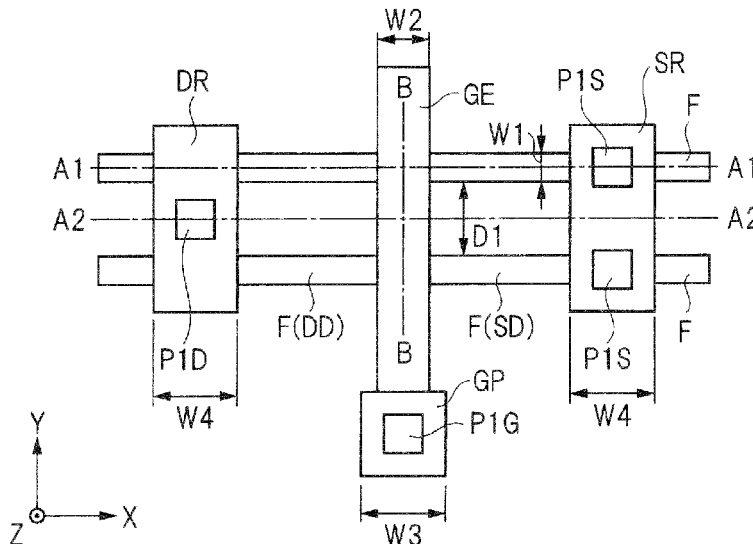 W2
DR
B
GE
P1S
SR
W1
F
A1
A1
A2
A2
D1
P1D
F(DD)
F(SD)
P1S
F
B
W4
GP
W4
P1G
Y
Z
X
W3